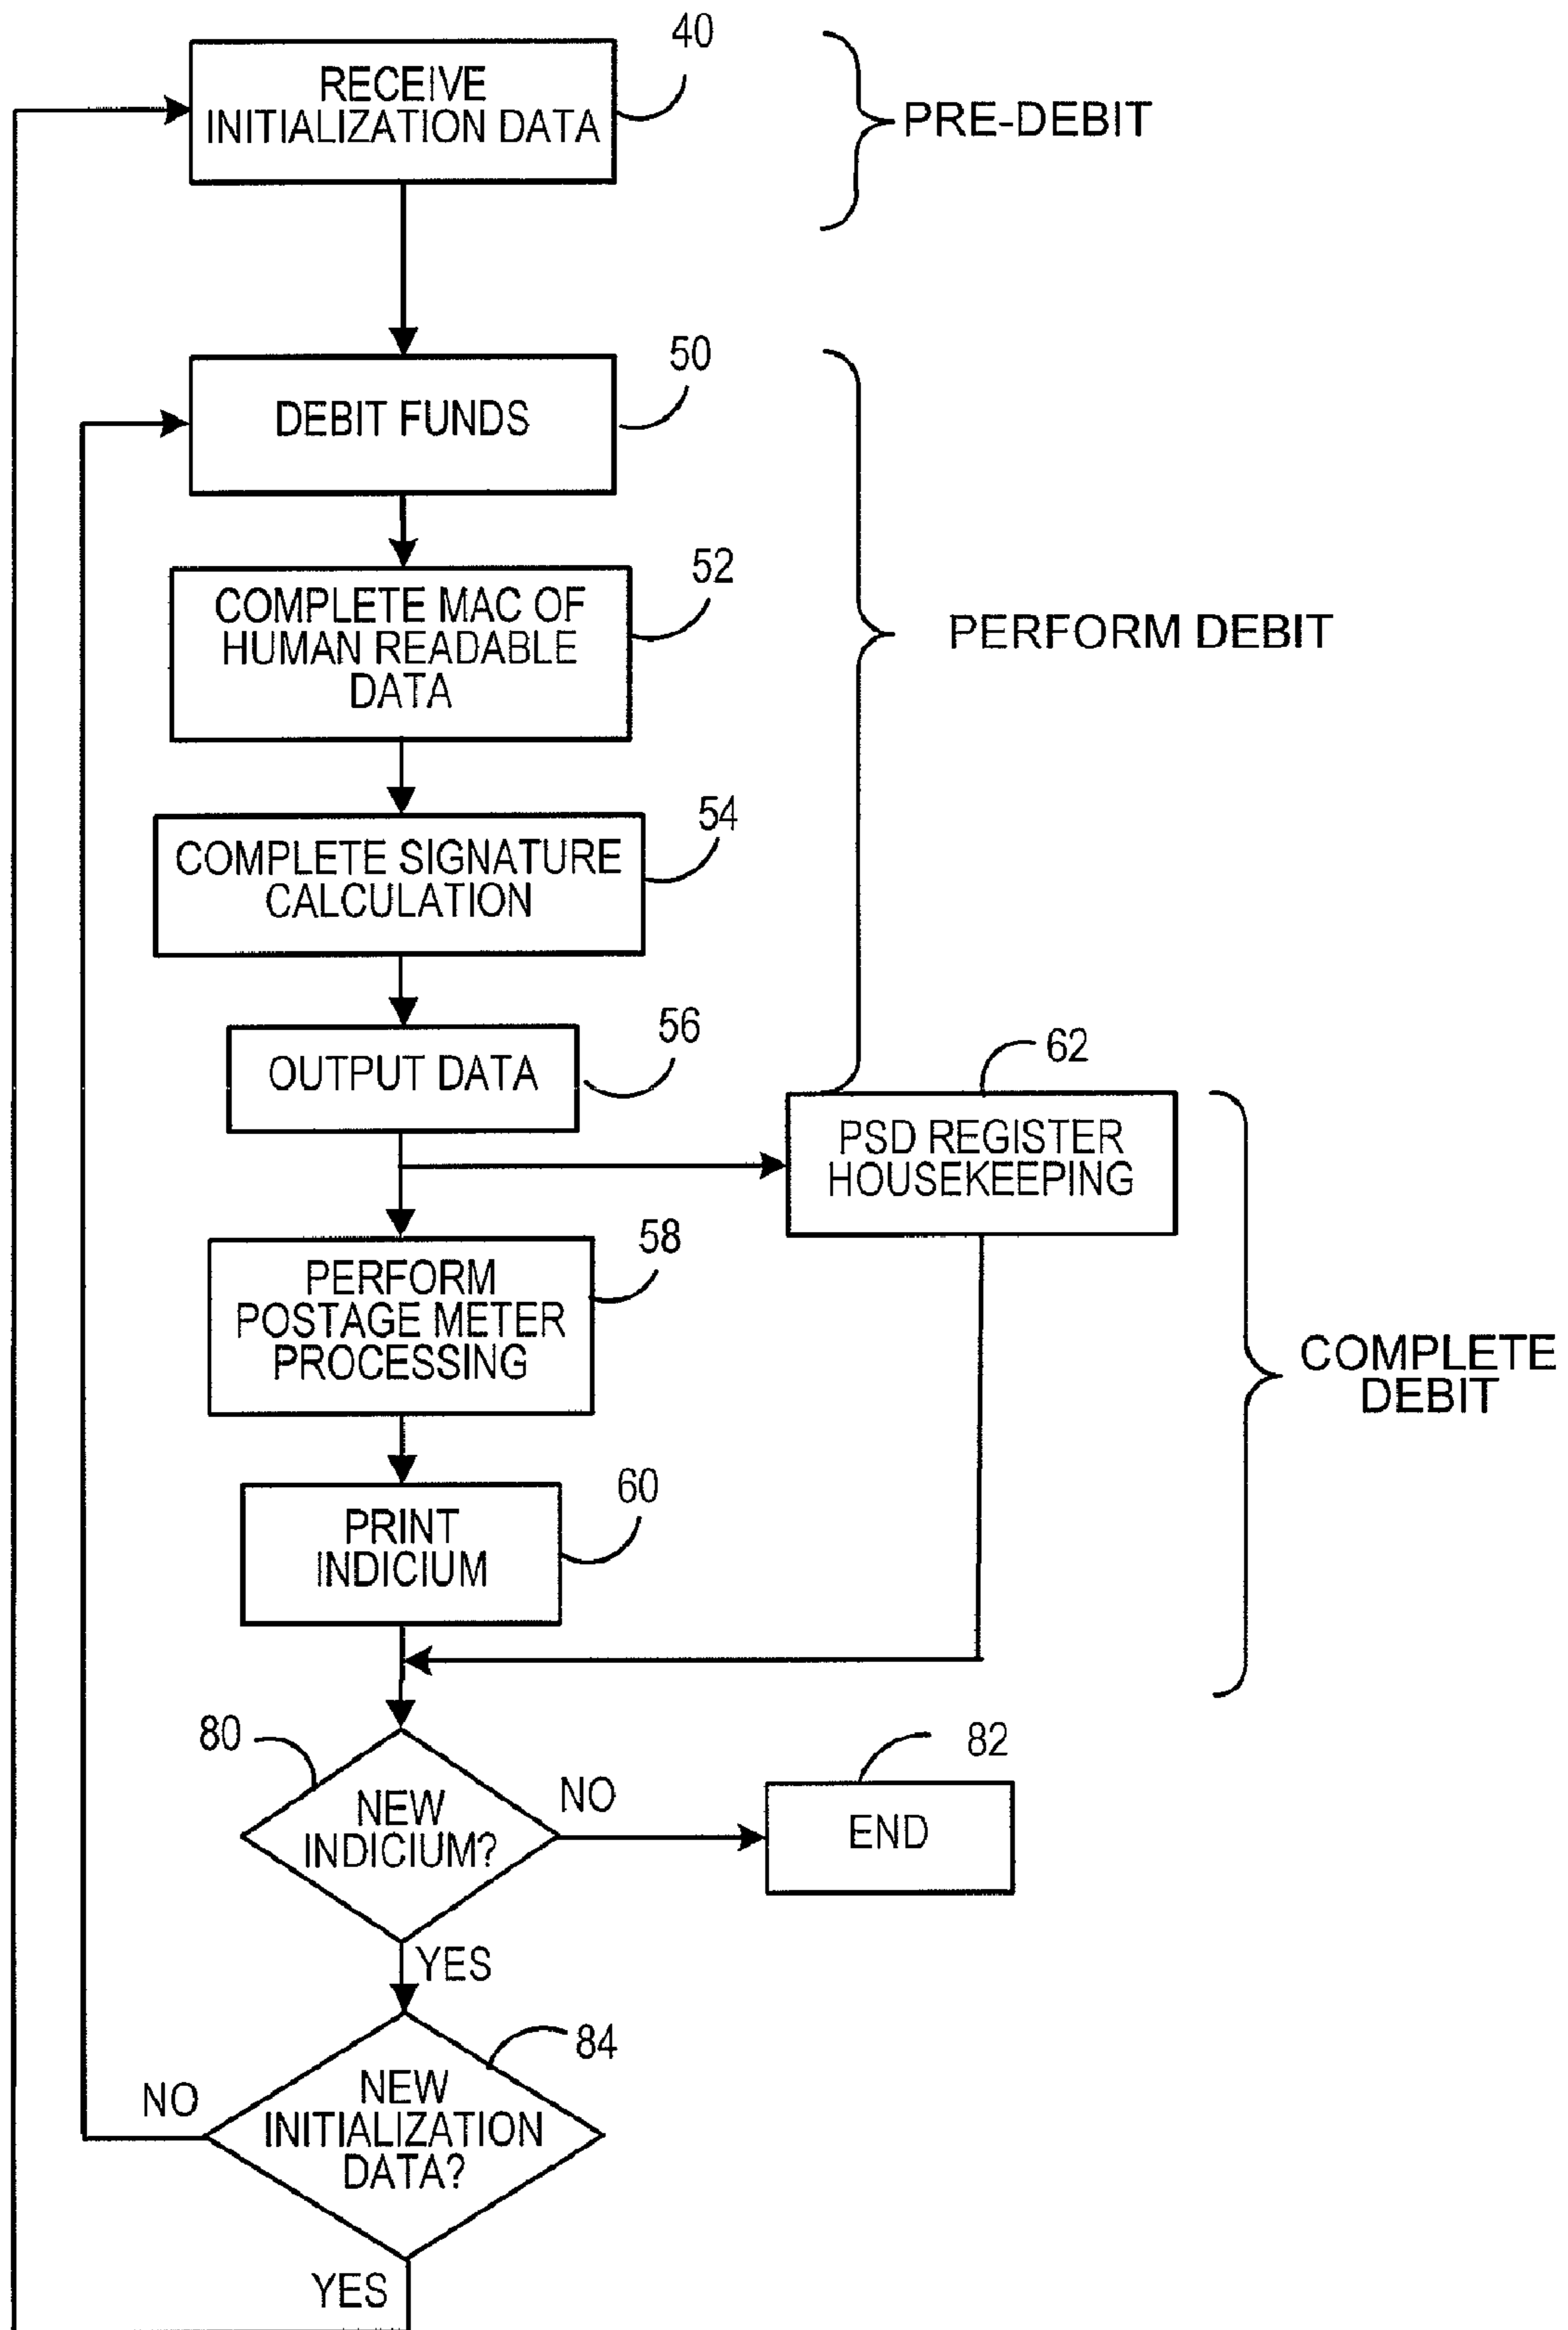 40
RECEIVE
INITIALIZATION DATA
PRE-DEBIT
50
DEBIT FUNDS
52
COMPLETE MAC OF
HUMAN READABLE
DATA
PERFORM DEBIT
54
COMPLETE SIGNATURE
CALCULATION
56
OUTPUT DATA
62
PSD REGISTER
HOUSEKEEPING
58
PERFORM
POSTAGE METER
PROCESSING
COMPLETE
DEBIT
60
PRINT
INDICIUM
80
NEW
INDICIUM?
NO
82
END
YES
84
NEW
INITIALIZATION
DATA?
NO
YES